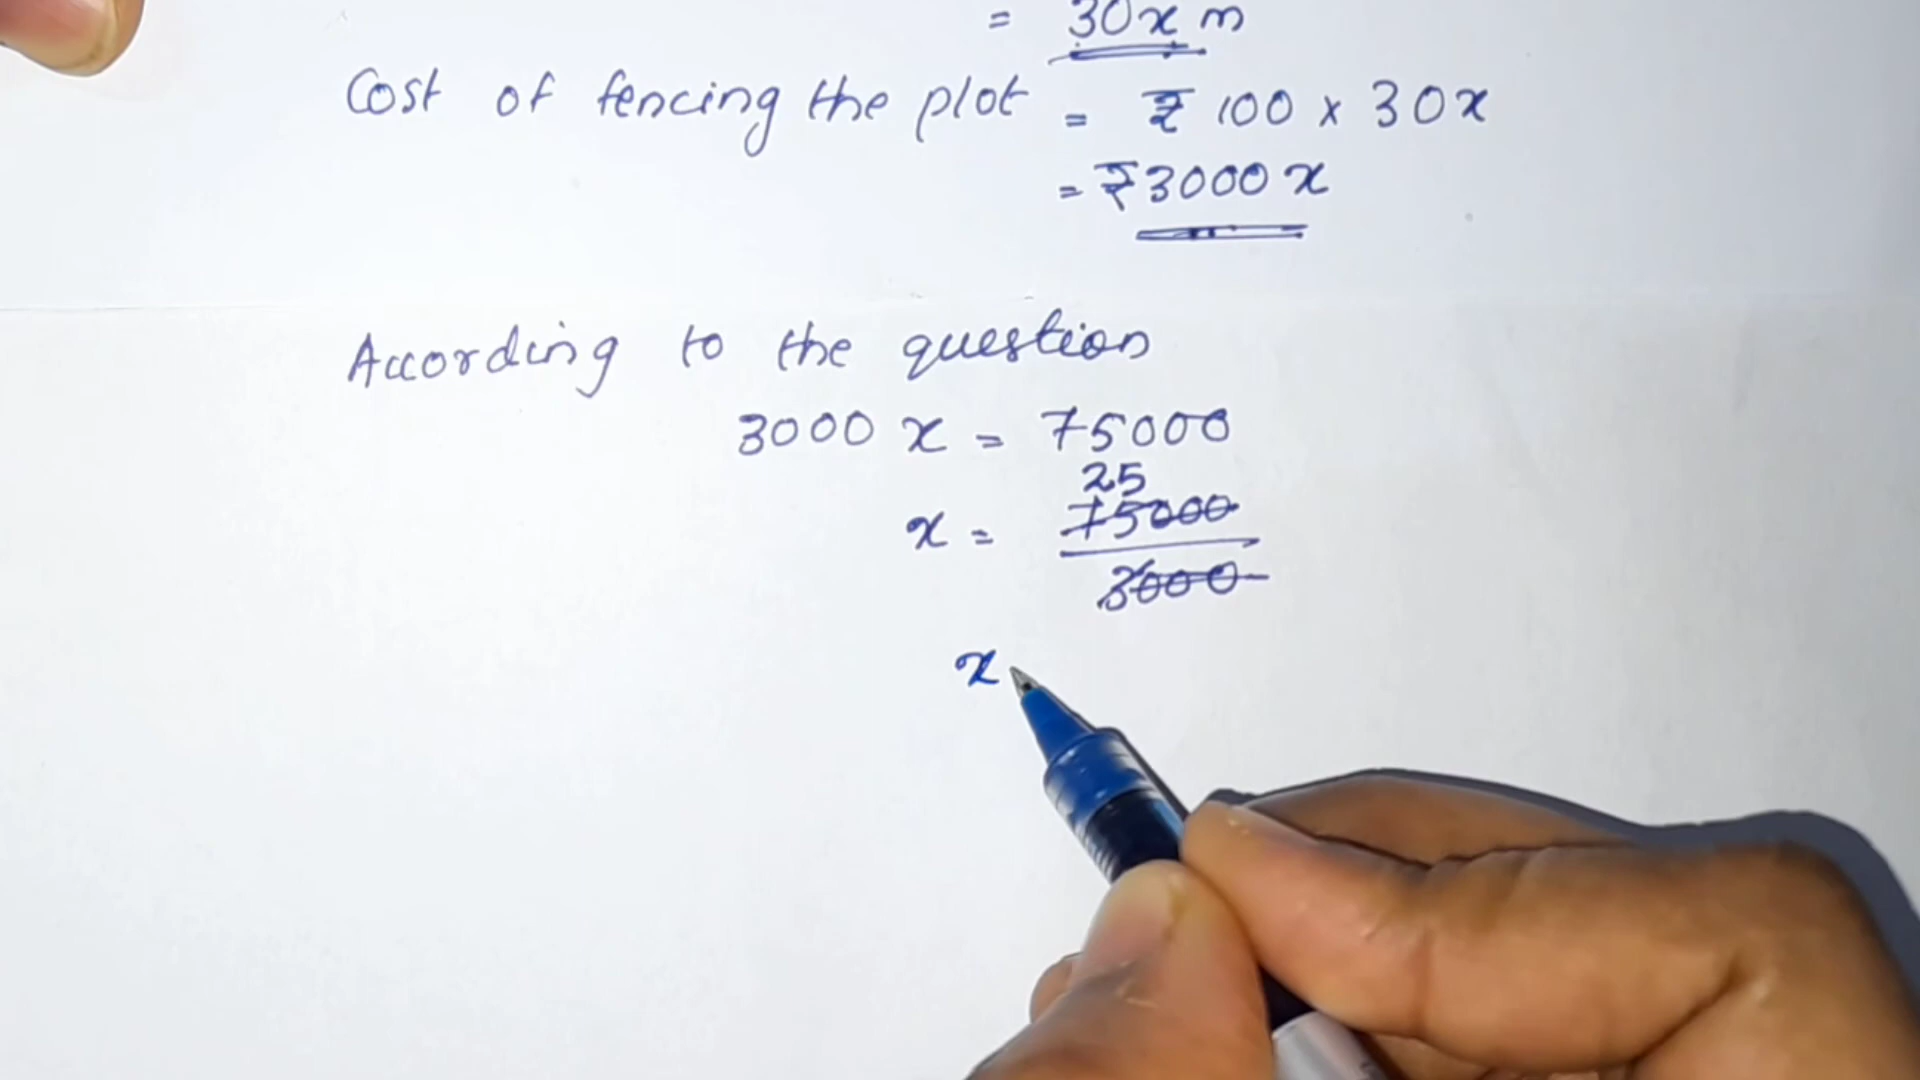 = 30x m
Cost of fencing the plot = ₹ 100 x 30x
= ₹3000 x
According to the question
3000 x = 75000
25
x = 75000
3000
x